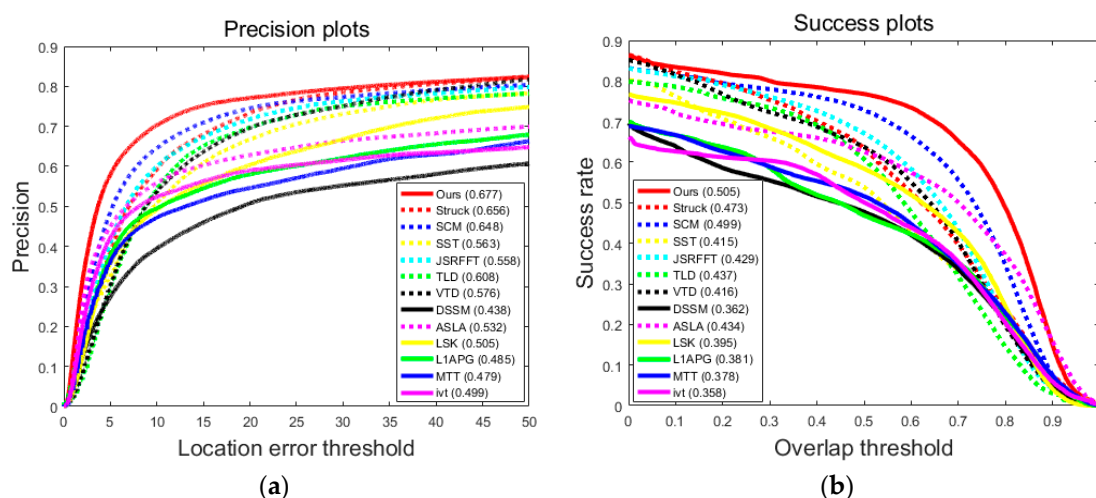 Precision plots
0.9
0.8
0.7
0.6
0.5
0.4
0.3
0.2
0.1
0
Precision
Ours (0.677)
Struck (0.656)
SCM (0.648)
SST (0.563)
JSRFFT (0.558)
TLD (0.608)
VTD (0.576)
DSSM (0.438)
ASLA (0.532)
LSK (0.505)
L1APG (0.485)
MTT (0.479)
ivt (0.499)
0 5 10 15 20 25 30 35 40 45 50
Location error threshold
(a)
Success plots
0.9
0.8
0.7
0.6
0.5
0.4
0.3
0.2
0.1
0
Success rate
Ours (0.505)
Struck (0.473)
SCM (0.499)
SST (0.415)
JSRFFT (0.429)
TLD (0.437)
VTD (0.416)
DSSM (0.362)
ASLA (0.434)
LSK (0.395)
L1APG (0.381)
MTT (0.378)
ivt (0.358)
0 0.1 0.2 0.3 0.4 0.5 0.6 0.7 0.8 0.9
Overlap threshold
(b)